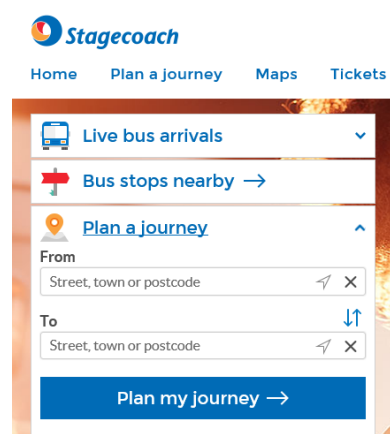 Stagecoach
Home Plan a journey Maps Tickets
Live bus arrivals
Bus stops nearby →
Plan a journey
From
Street, town or postcode
To
Street, town or postcode
Plan my journey →